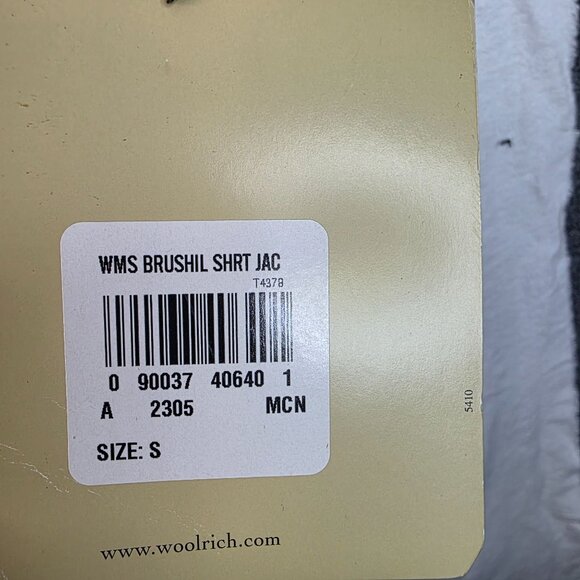 WMS BRUSHIL SHRT JAC
T4378
0 90037 40640 1
A 2305 MCN
SIZE: S
5410
www.woolrich.com